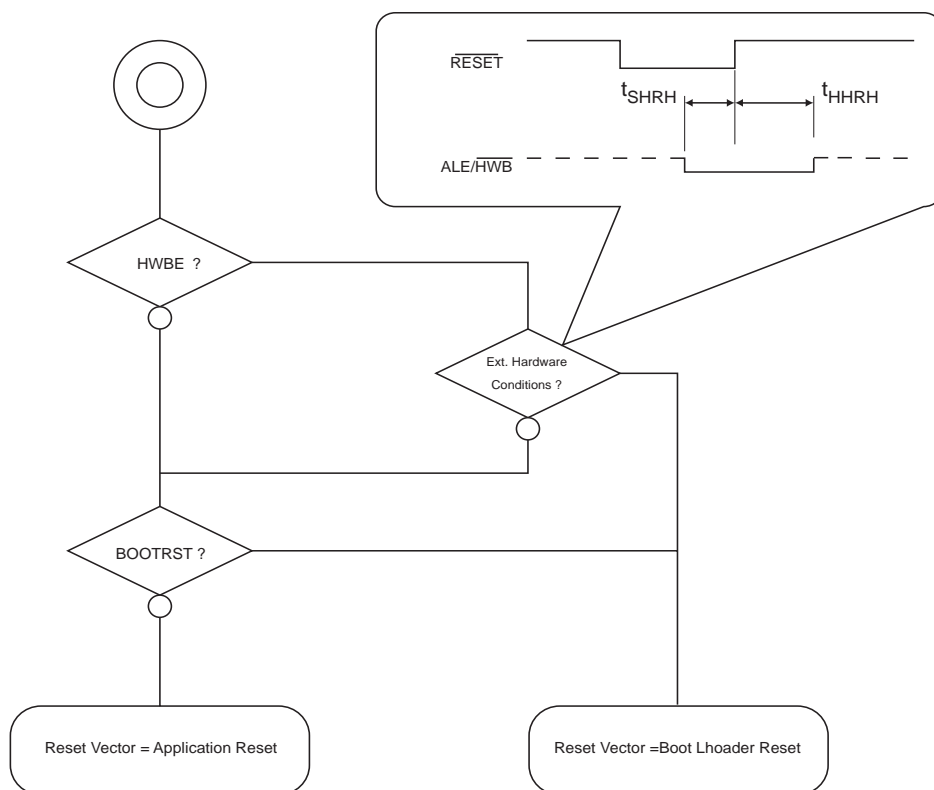 RESET
tSHRH
tHHRH
ALE/HWB
HWBE ?
Ext. Hardware
Conditions ?
BOOTRST ?
Reset Vector = Application Reset
Reset Vector =Boot Lhoader Reset